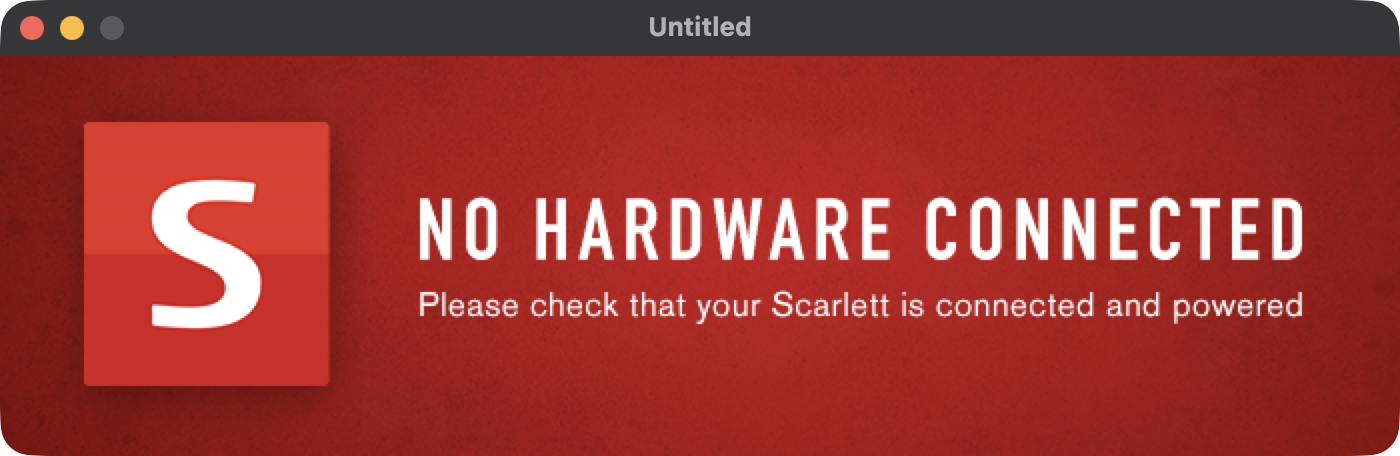 Untitled
S
NO HARDWARE CONNECTED
Please check that your Scarlett is connected and powered